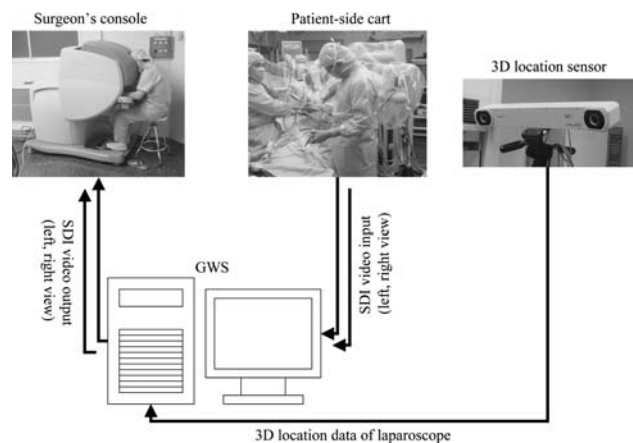 Surgeon's console
Patient-side cart
3D location sensor
SDI video output
(left, right view)
GWS
SDI video input
(left, right view)
3D location data of laparoscope